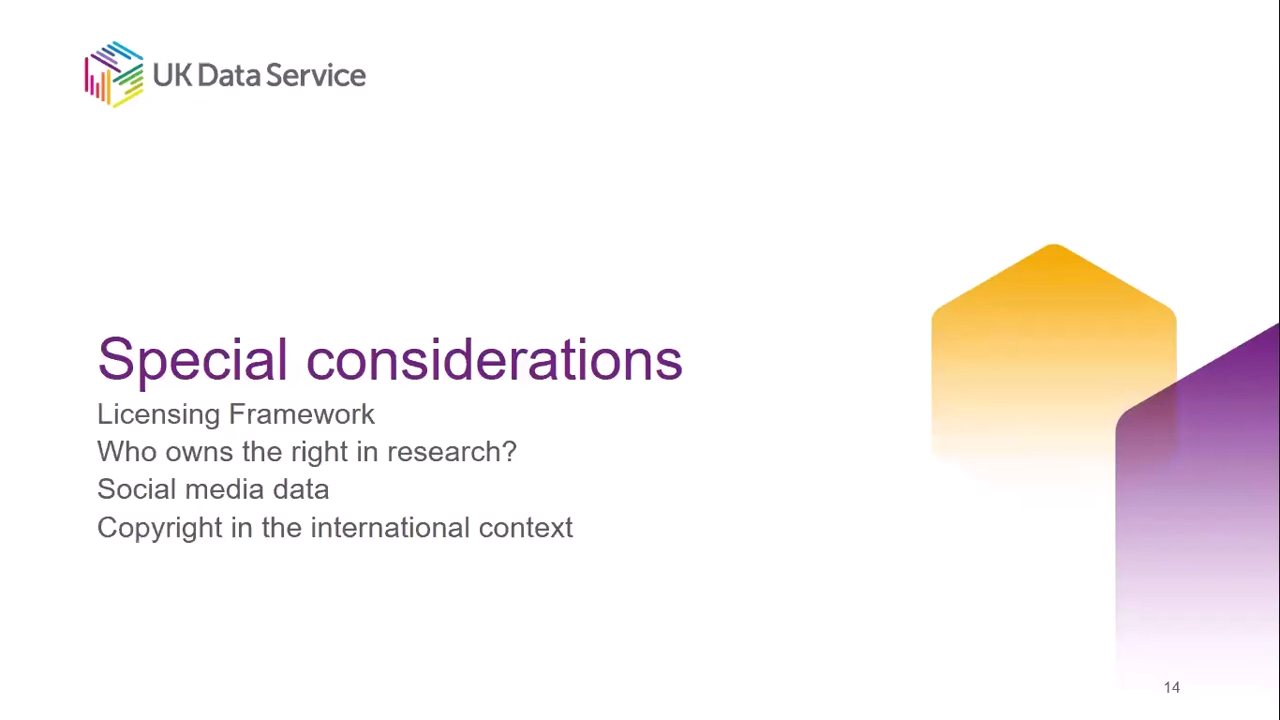 UK Data Service
Special considerations
Licensing Framework
Who owns the right in research?
Social media data
Copyright in the international context
14